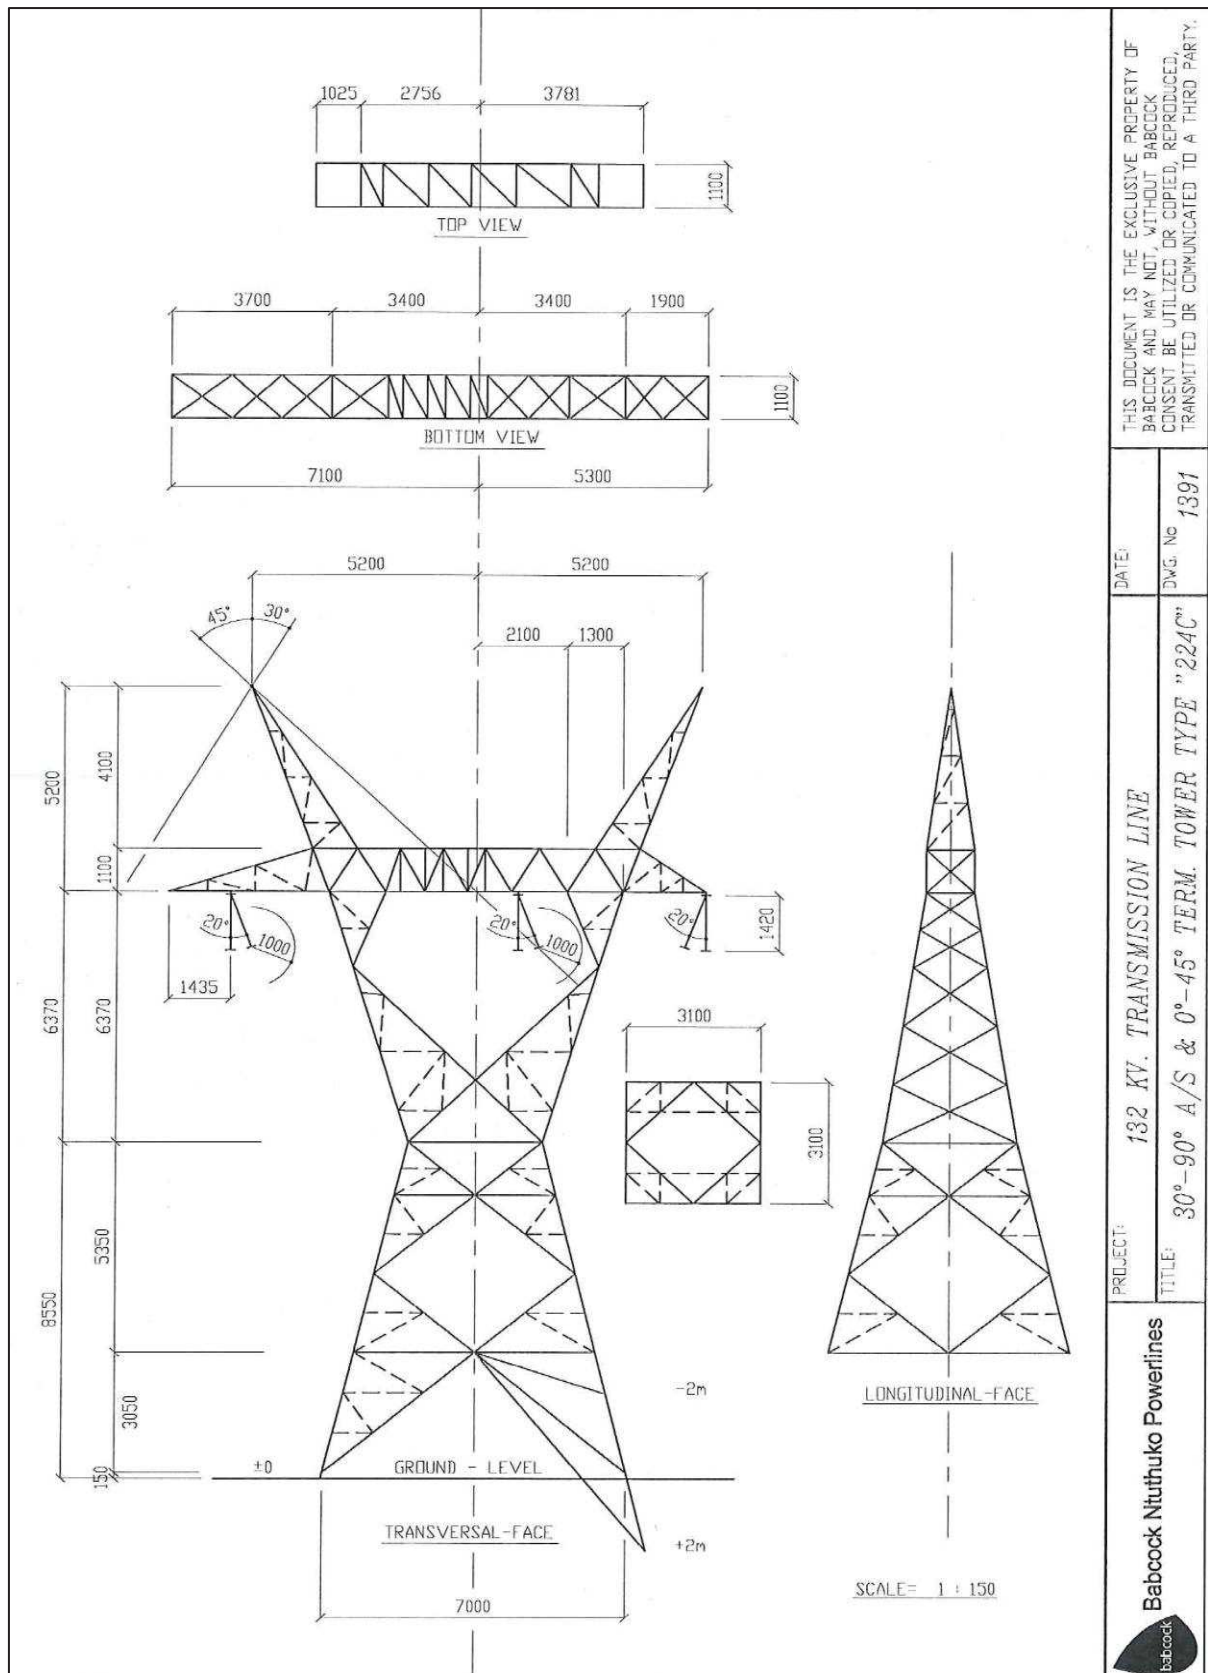 1025
2756
3781
1100
TOP VIEW
3700
3400
3400
1900
1100
BOTTOM VIEW
7100
5300
5200
5200
45°
30°
2100
1300
5200
4100
1100
20°
1000
20°
1000
20°
1420
1435
6370
6370
3100
3100
8550
5350
3050
150
±0
GROUND - LEVEL
-2m
+2m
TRANSVERSAL-FACE
7000
LONGITUDINAL-FACE
SCALE= 1 : 150
THIS DOCUMENT IS THE EXCLUSIVE PROPERTY OF
BABCOCK AND MAY NOT, WITHOUT BABCOCK
CONSENT BE UTILIZED OR COPIED, REPRODUCED,
TRANSMITTED OR COMMUNICATED TO A THIRD PARTY.
DATE:
DWG. No 1391
PROJECT: 132 KV. TRANSMISSION LINE
TITLE: 30°-90° A/S & 0°-45° TERM. TOWER TYPE "224C"
Babcock Ntuthuko Powerlines
babcock